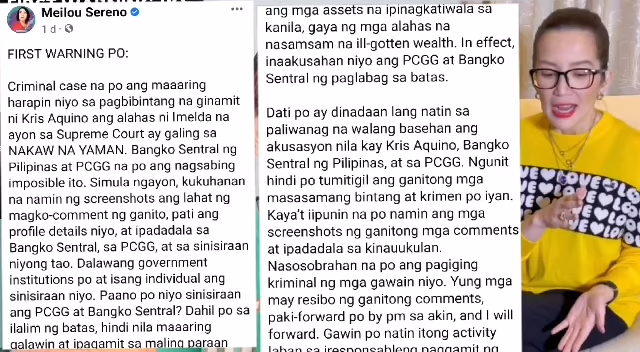 Meilou Sereno
1 d
FIRST WARNING PO:
Criminal case na po ang maaaring
harapin niyo sa pagbibintang na ginamit
ni Kris Aquino ang alahas ni Imelda na
ayon sa Supreme Court ay galing sa
NAKAW NA YAMAN. Bangko Sentral ng
Pilipinas at PCGG na po ang nagsabing
imposible ito. Simula ngayon, kukuhanan
na namin ng screenshots ang lahat ng
magko-comment ng ganito, pati ang
profile details niyo, at ipadadala sa
Bangko Sentral, sa PCGG, at sa sinisiraan
niyong tao. Dalawang government
institutions po at isang individual ang
sinisiraan niyo. Paano po niyo sinisiraan
ang PCGG at Bangko Sentral? Dahil po sa
ilalim ng batas, hindi nila maaaring
galawin at ipagamit sa maling paraan
ang mga assets na ipinagkatiwala sa
kanila, gaya ng mga alahas na
nasamsam na ill-gotten wealth. In effect,
inaakusahan niyo ang PCGG at Bangko
Sentral ng paglabag sa batas.
Dati po ay dinadaan lang natin sa
paliwanag na walang basehan ang
akusasyon nila kay Kris Aquino, Bangko
Sentral ng Pilipinas, at sa PCGG. Ngunit
hindi po tumitigil ang ganitong mga
masasamang bintang at krimen po iyan.
Kaya't iipunin na po namin ang mga
screenshots ng ganitong mga comments
at ipadadala sa kinauukulan.
Nasosobrahan na po ang pagiging
kriminal ng mga gawain niyo. Yung mga
may resibo ng ganitong comments,
paki-forward po by pm sa akin, and I will
forward. Gawin po natin itong activity
laban sa iresponsableng paggamit ng